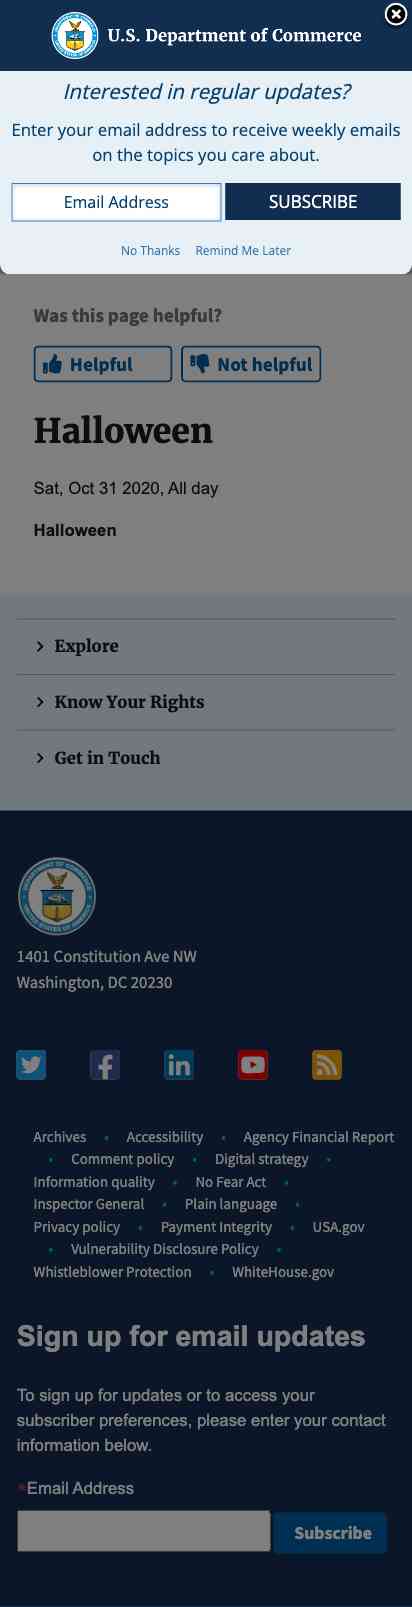 U.S. Department of Commerce
Interested in regular updates?
Enter your email address to receive weekly emails
on the topics you care about.
Email Address
SUBSCRIBE
No Thanks Remind Me Later
Was this page helpful?
Helpful
Not helpful
Halloween
Sat, Oct 31 2020, All day
Halloween
Explore
Know Your Rights
Get in Touch
1401 Constitution Ave NW
Washington, DC 20230
Archives • Accessibility • Agency Financial Report
• Comment policy • Digital strategy •
Information quality • No Fear Act •
Inspector General • Plain language •
Privacy policy • Payment Integrity • USA.gov
• Vulnerability Disclosure Policy •
Whistleblower Protection • WhiteHouse.gov
Sign up for email updates
To sign up for updates or to access your
subscriber preferences, please enter your contact
information below.
*Email Address
Subscribe